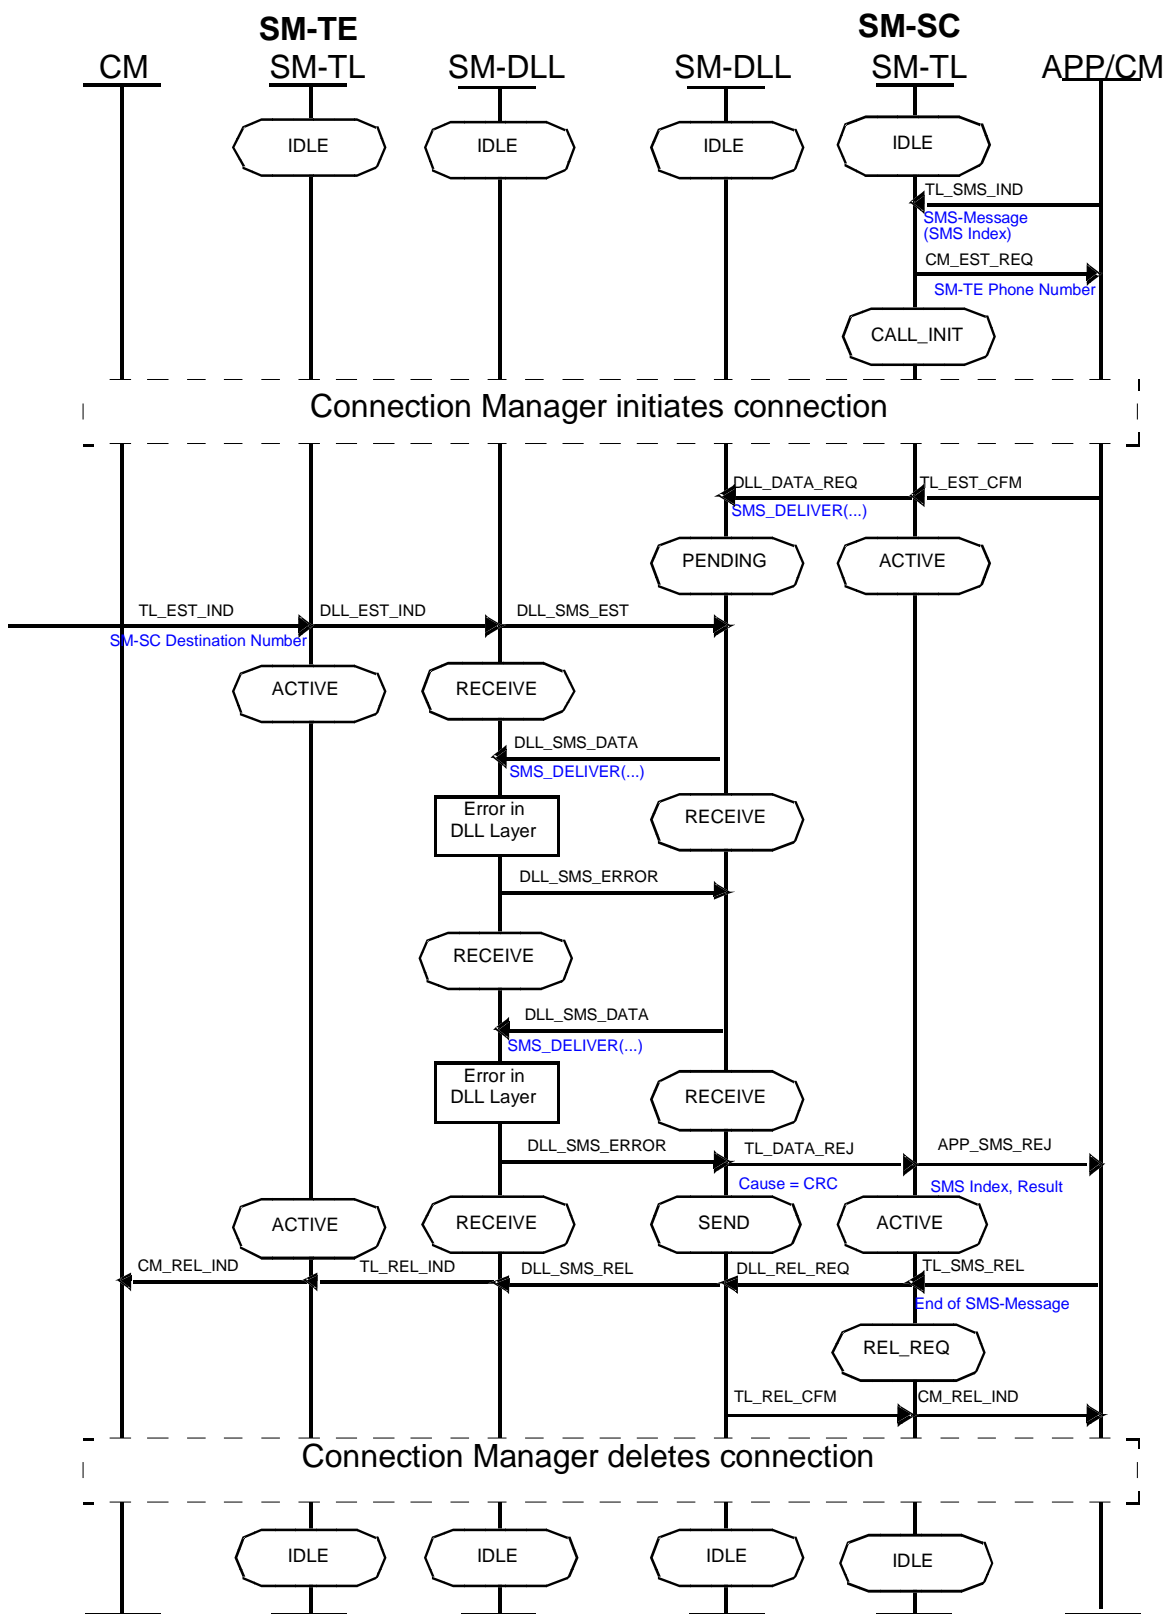 SM-TE SM-SC
CM SM-TL SM-DLL SM-DLL SM-TL APP/CM
IDLE IDLE IDLE IDLE
TL_SMS_IND
SMS-Message
(SMS Index)
CM_EST_REQ
SM-TE Phone Number
CALL_INIT
Connection Manager initiates connection
DLL_DATA_REQ TL_EST_CFM
SMS_DELIVER(...)
PENDING ACTIVE
TL_EST_IND DLL_EST_IND DLL_SMS_EST
SM-SC Destination Number
ACTIVE RECEIVE
DLL_SMS_DATA
SMS_DELIVER(...)
Error in
DLL Layer
RECEIVE
DLL_SMS_ERROR
RECEIVE
DLL_SMS_DATA
SMS_DELIVER(...)
Error in
DLL Layer
RECEIVE
DLL_SMS_ERROR TL_DATA_REJ APP_SMS_REJ
Cause = CRC SMS Index, Result
ACTIVE RECEIVE SEND ACTIVE
CM_REL_IND TL_REL_IND DLL_SMS_REL DLL_REL_REQ TL_SMS_REL
End of SMS-Message
REL_REQ
TL_REL_CFM CM_REL_IND
Connection Manager deletes connection
IDLE IDLE IDLE IDLE